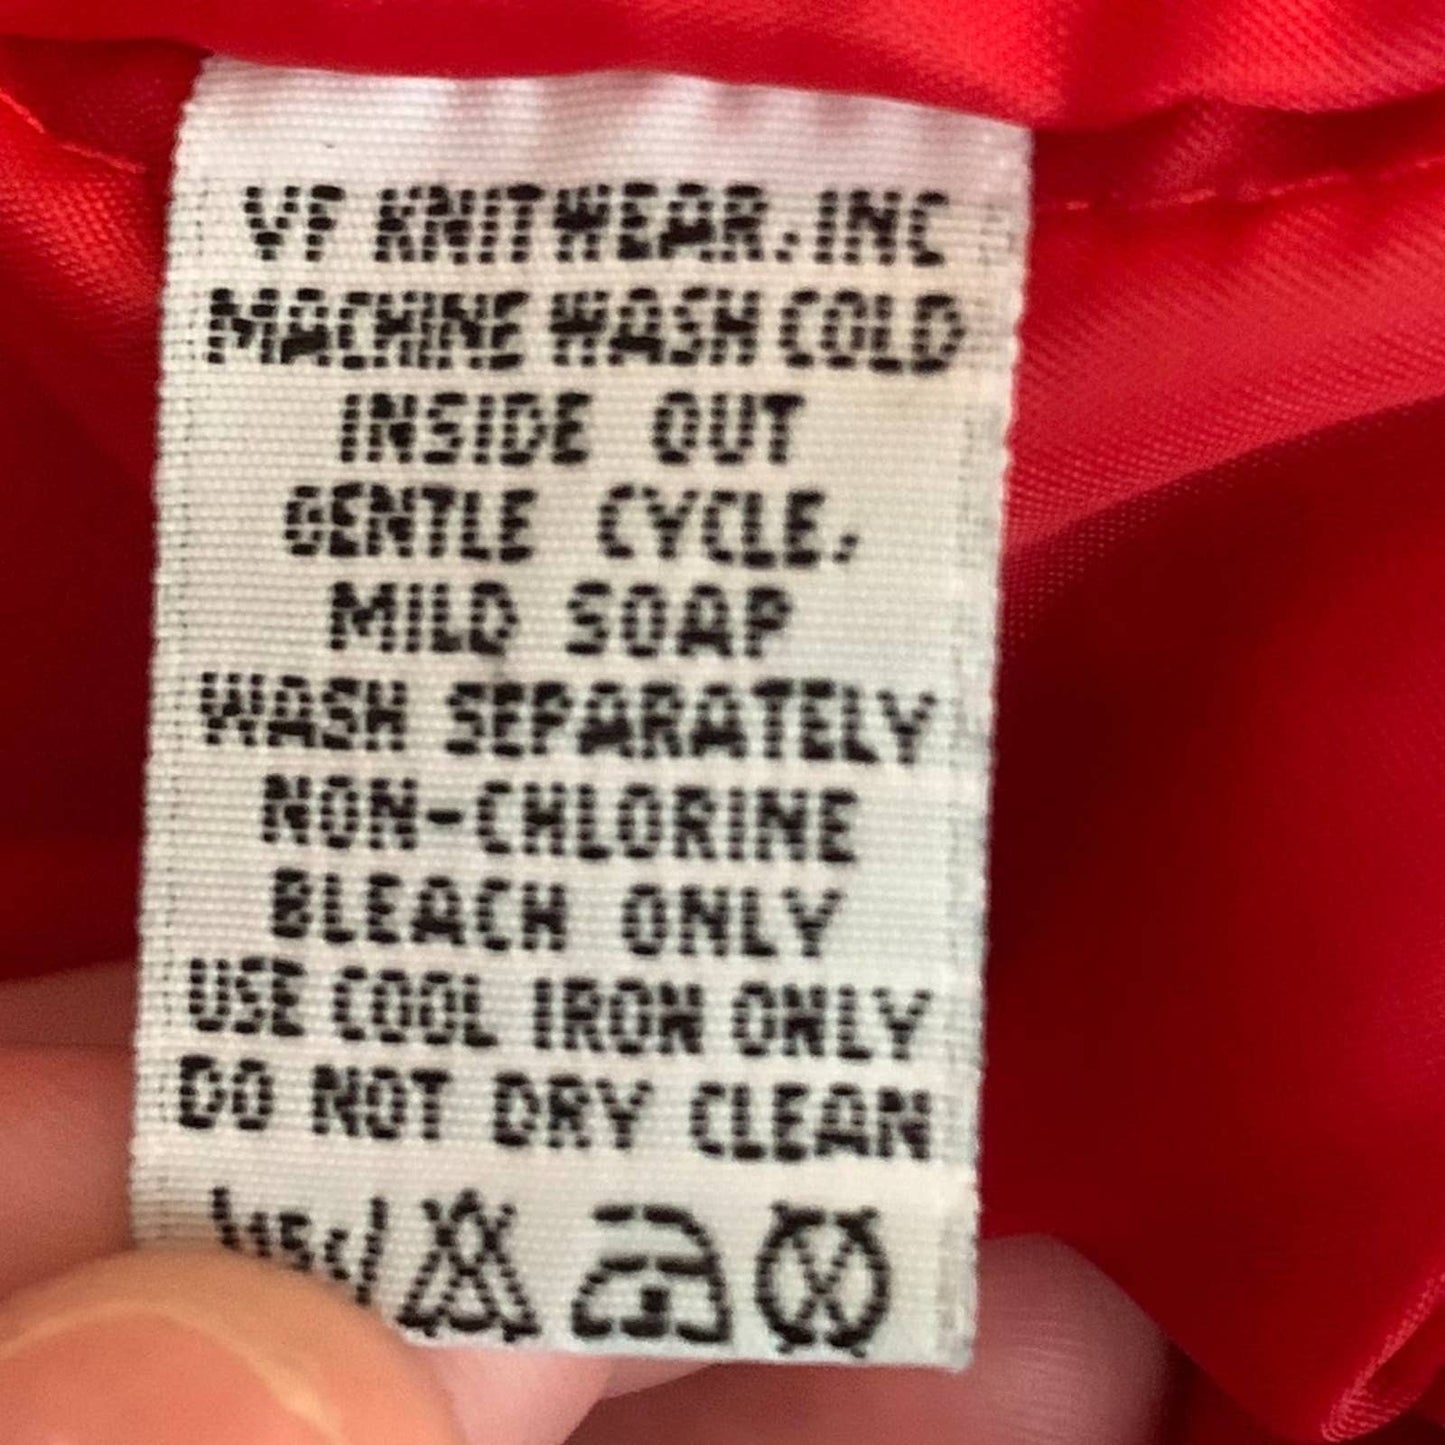 VF KNITWEAR, INC
MACHINE WASH COLD
INSIDE OUT
GENTLE CYCLE,
MILD SOAP
WASH SEPARATELY
NON-CHLORINE
BLEACH ONLY
USE COOL IRON ONLY
DO NOT DRY CLEAN